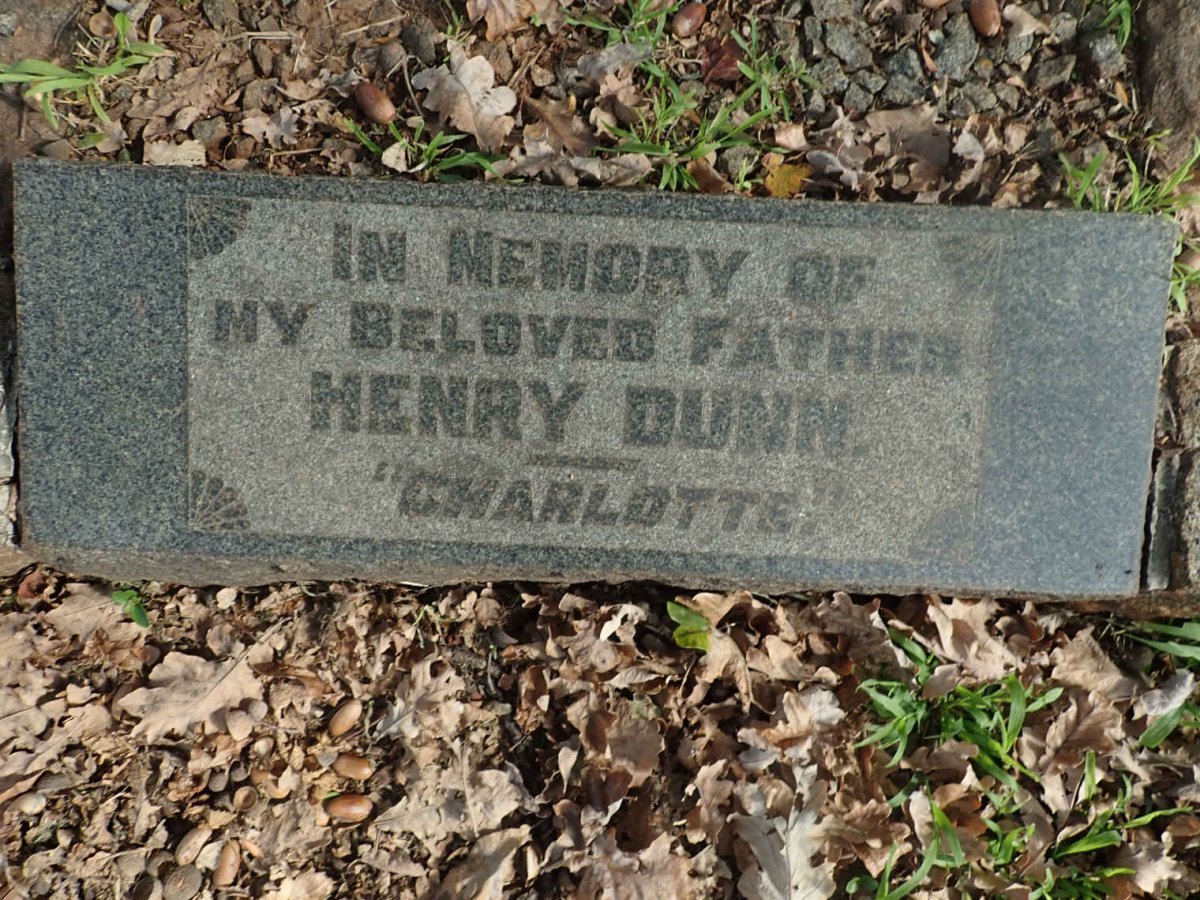 IN MEMORY OF
MY BELOVED FATHER
HENRY DUNN.
"CHARLOTTE."